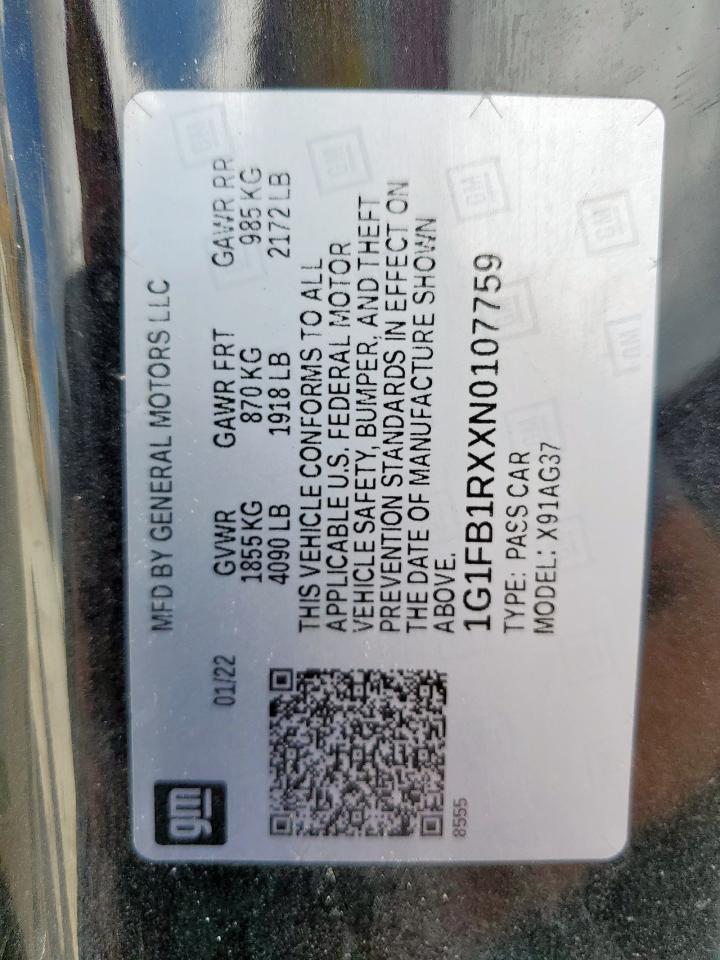 gm
MFD BY GENERAL MOTORS LLC
01/22
GVWR GAWR FRT GAWR RR
1855 KG 870 KG 985 KG
4090 LB 1918 LB 2172 LB
THIS VEHICLE CONFORMS TO ALL
APPLICABLE U.S. FEDERAL MOTOR
VEHICLE SAFETY, BUMPER, AND THEFT
PREVENTION STANDARDS IN EFFECT ON
THE DATE OF MANUFACTURE SHOWN
ABOVE.
1G1FB1RXXN0107759
TYPE: PASS CAR
MODEL: X91AG37
8555